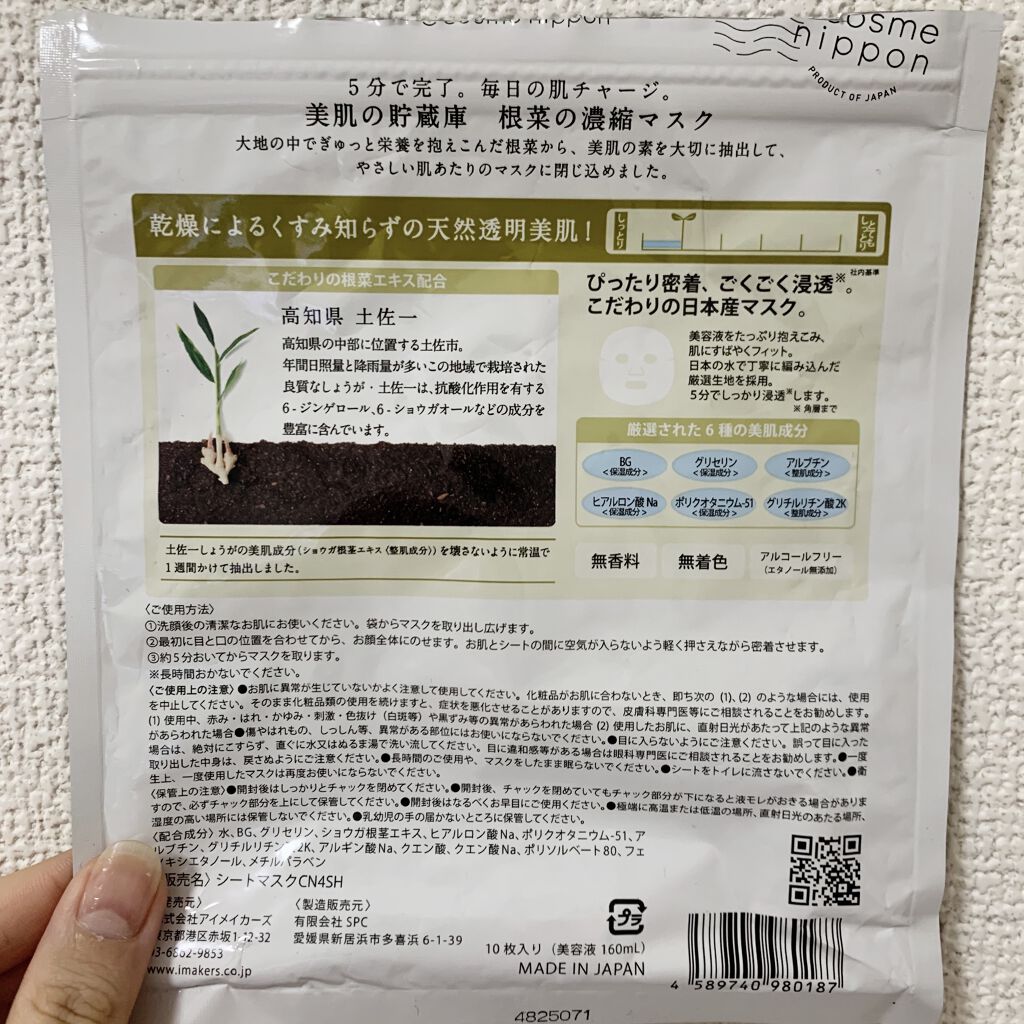 cosme nippon
cosme
nippon
PRODUCT OF JAPAN
5分で完了。毎日の肌チャージ。
美肌の貯蔵庫 根菜の濃縮マスク
大地の中でぎゅっと栄養を抱えこんだ根菜から、美肌の素を大切に抽出して、
やさしい肌あたりのマスクに閉じ込めました。
乾燥によるくすみ知らずの天然透明美肌!
しっとり
とてもしっとり
社内基準
こだわりの根菜エキス配合
高知県 土佐一
高知県の中部に位置する土佐市。
年間日照量と降雨量が多いこの地域で栽培された
良質なしょうが・土佐一は、抗酸化作用を有する
6-ジンゲロール、6-ショウガオールなどの成分を
豊富に含んでいます。
土佐一しょうがの美肌成分(ショウガ根茎エキス〈整肌成分〉)を壊さないように常温で
1週間かけて抽出しました。
ぴったり密着、ごくごく浸透※。
こだわりの日本産マスク。
美容液をたっぷり抱えこみ、
肌にすばやくフィット。
日本の水で丁寧に編み込んだ
厳選生地を採用。
5分でしっかり浸透※します。
※角層まで
厳選された6種の美肌成分
BG
<保湿成分>
グリセリン
<保湿成分>
アルブチン
<整肌成分>
ヒアルロン酸Na
<保湿成分>
ポリクオタニウム-51
<保湿成分>
グリチルリチン酸2K
<整肌成分>
無香料
無着色
アルコールフリー
(エタノール無添加)
〈ご使用方法〉
①洗顔後の清潔なお肌にお使いください。袋からマスクを取り出し広げます。
②最初に目と口の位置を合わせてから、お顔全体にのせます。お肌とシートの間に空気が入らないよう軽く押さえながら密着させます。
③約5分おいてからマスクを取ります。
※長時間おかないでください。
〈ご使用上の注意〉●お肌に異常が生じていないかよく注意して使用してください。化粧品がお肌に合わないとき、即ち次の(1)、(2)のような場合には、使用
を中止してください。そのまま化粧品類の使用を続けますと、症状を悪化させることがありますので、皮膚科専門医等にご相談されることをお勧めします。
(1)使用中、赤み・はれ・かゆみ・刺激・色抜け(白斑等)や黒ずみ等の異常があらわれた場合(2)使用したお肌に、直射日光があたって上記のような異常
があらわれた場合●傷やはれもの、しっしん等、異常がある部位にはお使いにならないでください。●目に入らないようにご注意ください。誤って目に入った
場合は、絶対にこすらず、直ぐに水又はぬるま湯で洗い流してください。目に違和感等がある場合は眼科専門医にご相談されることをお勧めします。●一度
取り出した中身は、戻さぬようにご注意ください。●長時間のご使用や、マスクをしたまま眠らないでください。●シートをトイレに流さないでください。●衛
生上、一度使用したマスクは再度お使いにならないでください。
〈保管上の注意〉●開封後はしっかりとチャックを閉めてください。●開封後、チャックを閉めていてもチャック部分が下になると液モレがおきる場合がありま
すので、必ずチャック部分を上にして保管してください。●開封後はなるべくお早目にご使用ください。●極端に高温または低温の場所、直射日光のあたる場所、
湿度の高い場所には保管しないでください。●乳幼児の手の届かないところに保管してください。
〈配合成分〉水、BG、グリセリン、ショウガ根茎エキス、ヒアルロン酸Na、ポリクオタニウム-51、ア
ルブチン、グリチルリチン 2K、アルギン酸Na、クエン酸、クエン酸Na、ポリソルベート80、フェ
ノキシエタノール、メチルパラベン
販売名〉シートマスクCN4SH
発売元〉
式会社アイメイカーズ
東京都港区赤坂1-12-32
03-6862-9853
www.imakers.co.jp
〈製造販売元〉
有限会社SPC
愛媛県新居浜市多喜浜6-1-39
プラ
10枚入り(美容液160mL)
MADE IN JAPAN
4 589740 980187
4825071